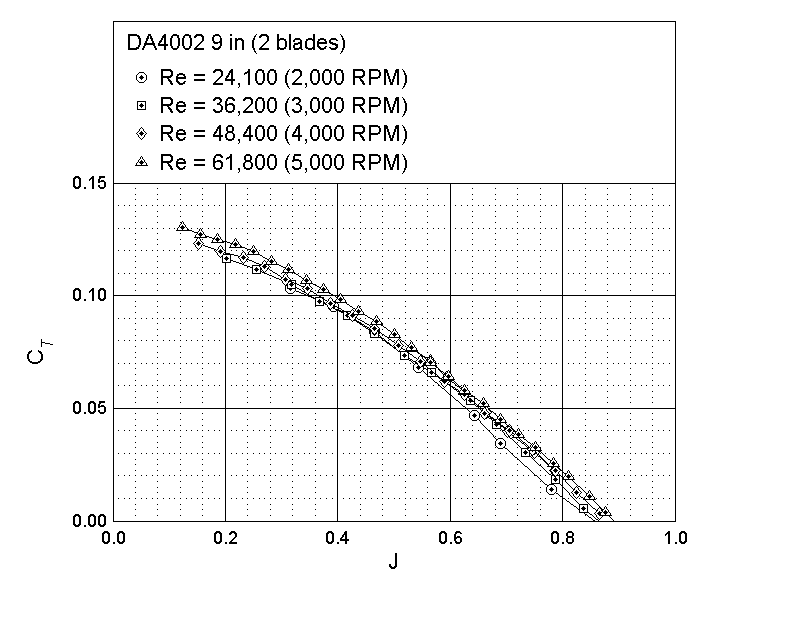 DA4002 9 in (2 blades)
Re = 24,100 (2,000 RPM)
Re = 36,200 (3,000 RPM)
Re = 48,400 (4,000 RPM)
Re = 61,800 (5,000 RPM)
0.15
0.10
0.05
0.00
C_T
0.0 0.2 0.4 0.6 0.8 1.0
J